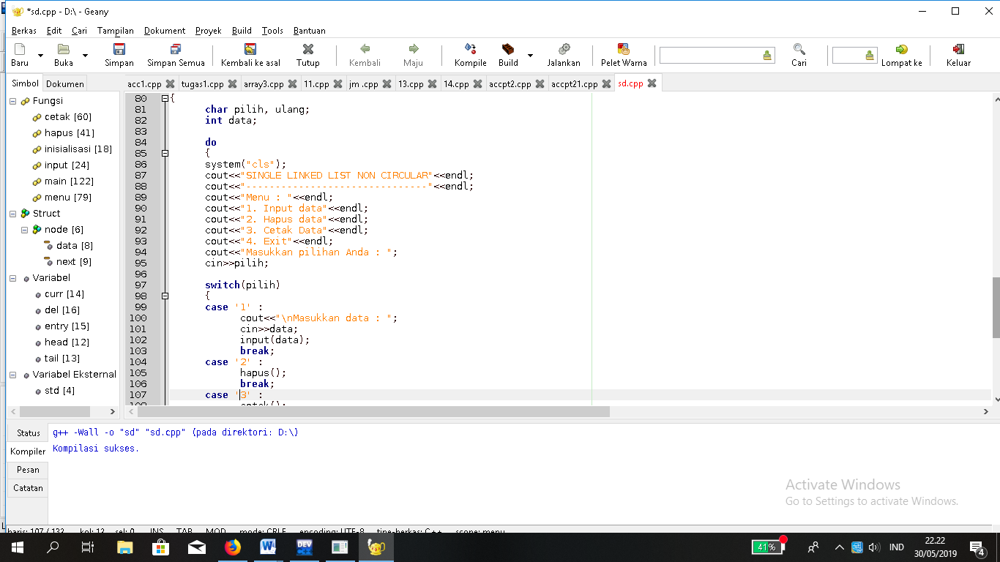 *sd.cpp - D:\ - Geany
Berkas Edit Cari Tampilan Dokument Proyek Build Tools Bantuan
Baru Buka Simpan Simpan Semua Kembali ke asal Tutup Kembali Maju Kompile Build Jalankan Pelet Warna Cari Lompat ke Keluar
Simbol Dokumen
acc1.cpp tugas1.cpp array3.cpp 11.cpp jm .cpp 13.cpp 14.cpp accpt2.cpp accpt21.cpp sd.cpp
Fungsi
cetak [60]
hapus [41]
inisialisasi [18]
input [24]
main [122]
menu [79]
Struct
node [6]
data [8]
next [9]
Variabel
curr [14]
del [16]
entry [15]
head [12]
tail [13]
Variabel Eksternal
std [4]
80 {
81 char pilih, ulang;
82 int data;
83
84 do
85 {
86 system("cls");
87 cout<<"SINGLE LINKED LIST NON CIRCULAR"<<endl;
88 cout<<"-------------------------------"<<endl;
89 cout<<"Menu : "<<endl;
90 cout<<"1. Input data"<<endl;
91 cout<<"2. Hapus data"<<endl;
92 cout<<"3. Cetak Data"<<endl;
93 cout<<"4. Exit"<<endl;
94 cout<<"Masukkan pilihan Anda : ";
95 cin>>pilih;
96
97 switch(pilih)
98 {
99 case '1' :
100 cout<<"\nMasukkan data : ";
101 cin>>data;
102 input(data);
103 break;
104 case '2' :
105 hapus();
106 break;
107 case '3' :
108 cetak();
Status
Kompiler
Pesan
Catatan
g++ -Wall -o "sd" "sd.cpp" (pada direktori: D:\)
Kompilasi sukses.
Activate Windows
Go to Settings to activate Windows.
baris: 107 / 132 kol: 12 sel: 0 INS TAB MOD mode: CRLF encoding: UTF-8 tipe-berkas: C++ scope: menu
W DEV 41% IND 22.22
30/05/2019 4